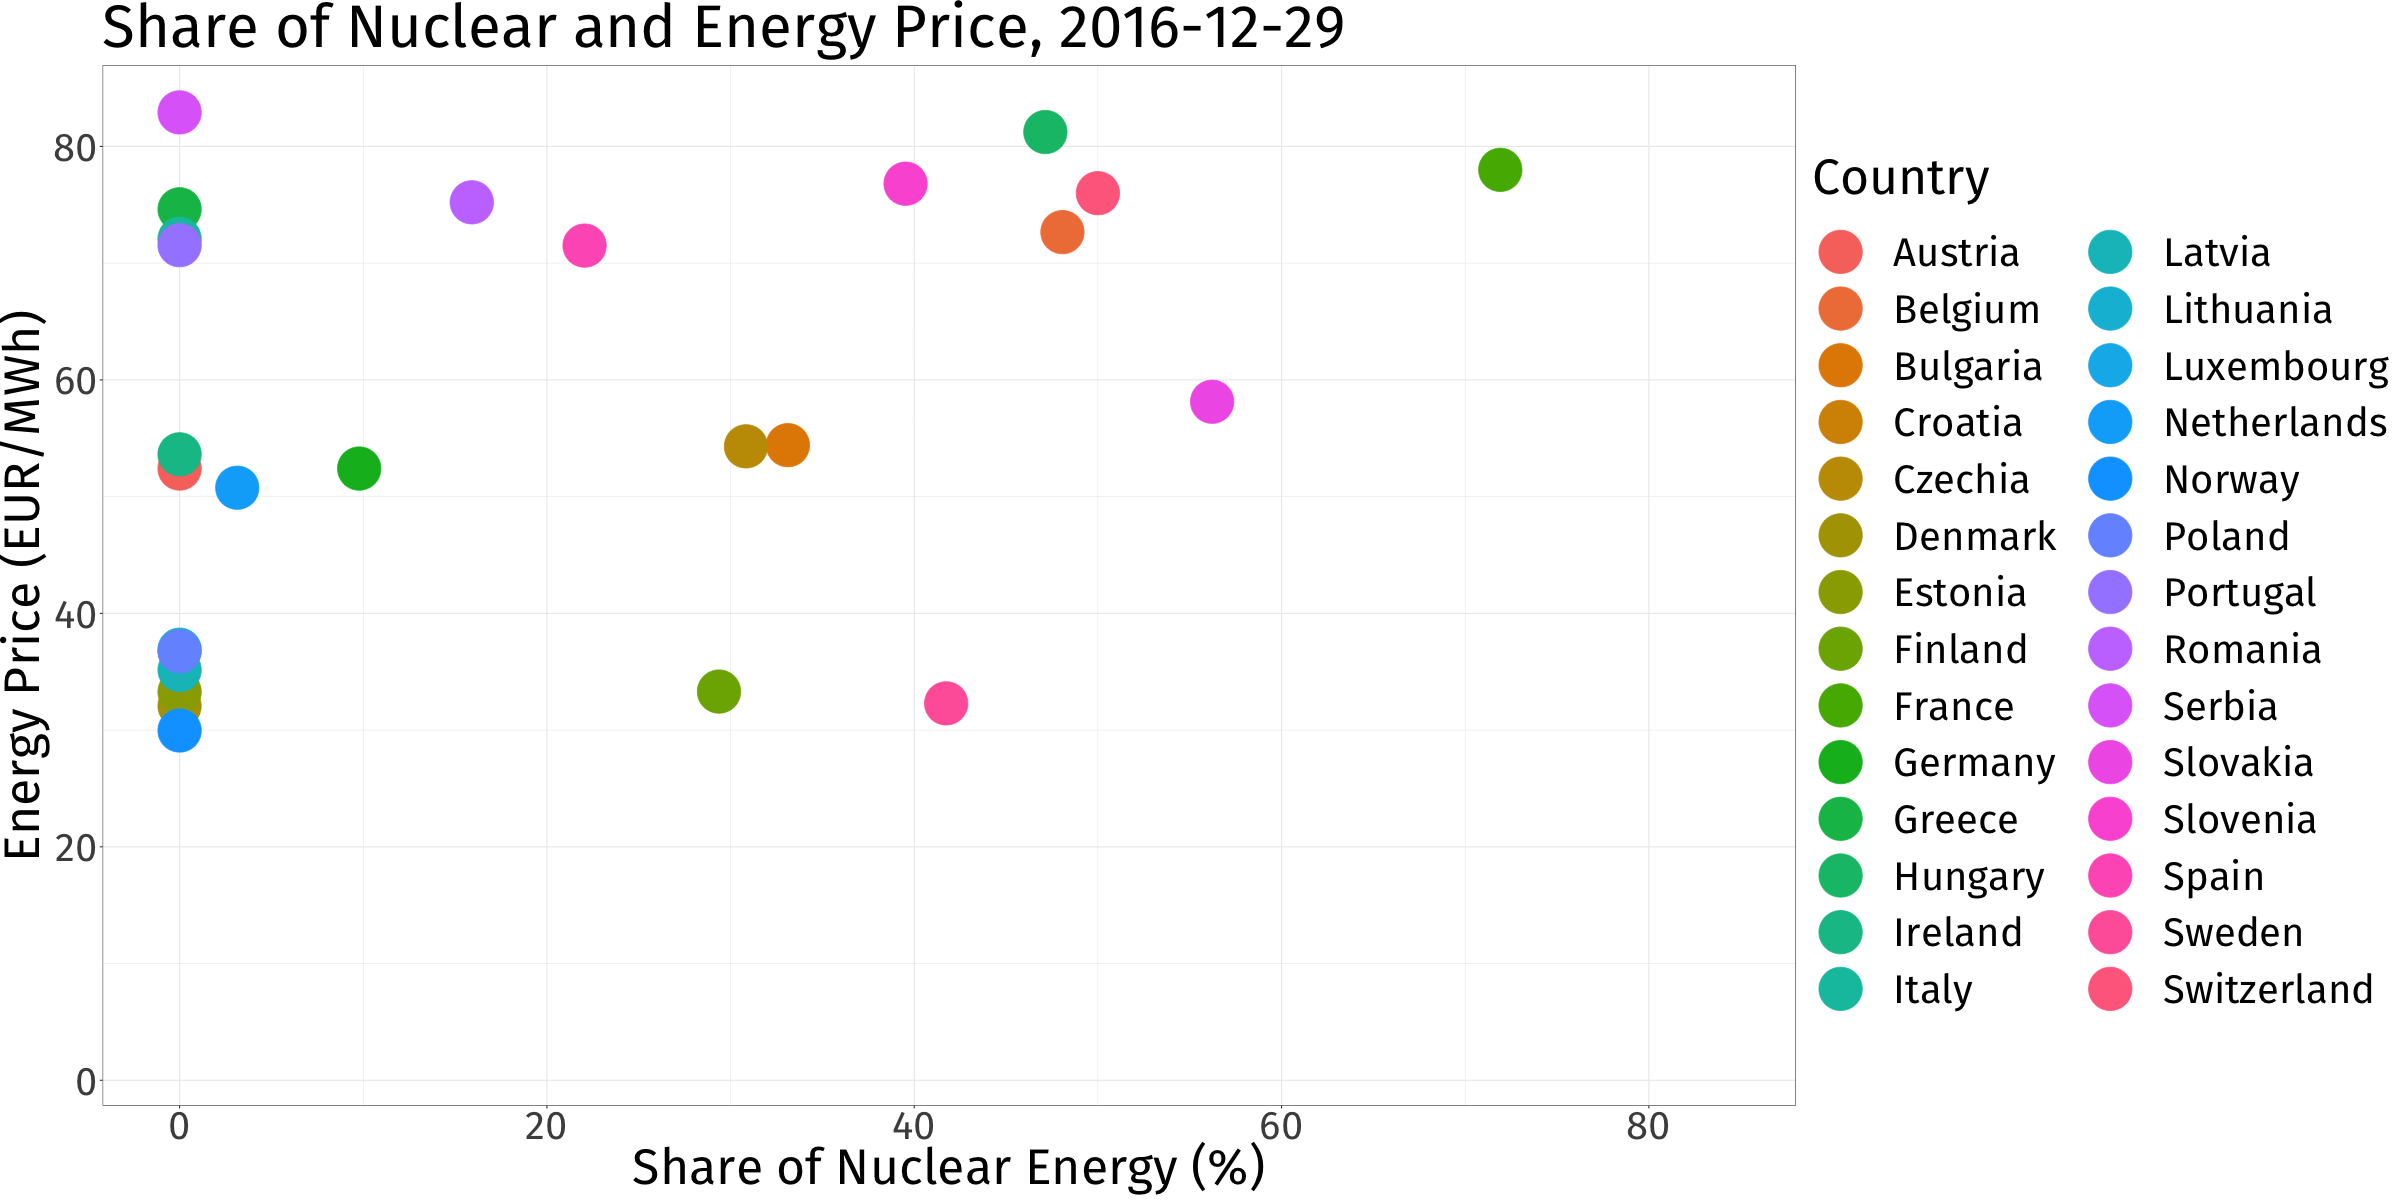 Share of Nuclear and Energy Price, 2016-12-29
Energy Price (EUR/MWh)
80
60
40
20
0
0 20 40 60 80
Share of Nuclear Energy (%)
Country
Austria
Belgium
Bulgaria
Croatia
Czechia
Denmark
Estonia
Finland
France
Germany
Greece
Hungary
Ireland
Italy
Latvia
Lithuania
Luxembourg
Netherlands
Norway
Poland
Portugal
Romania
Serbia
Slovakia
Slovenia
Spain
Sweden
Switzerland